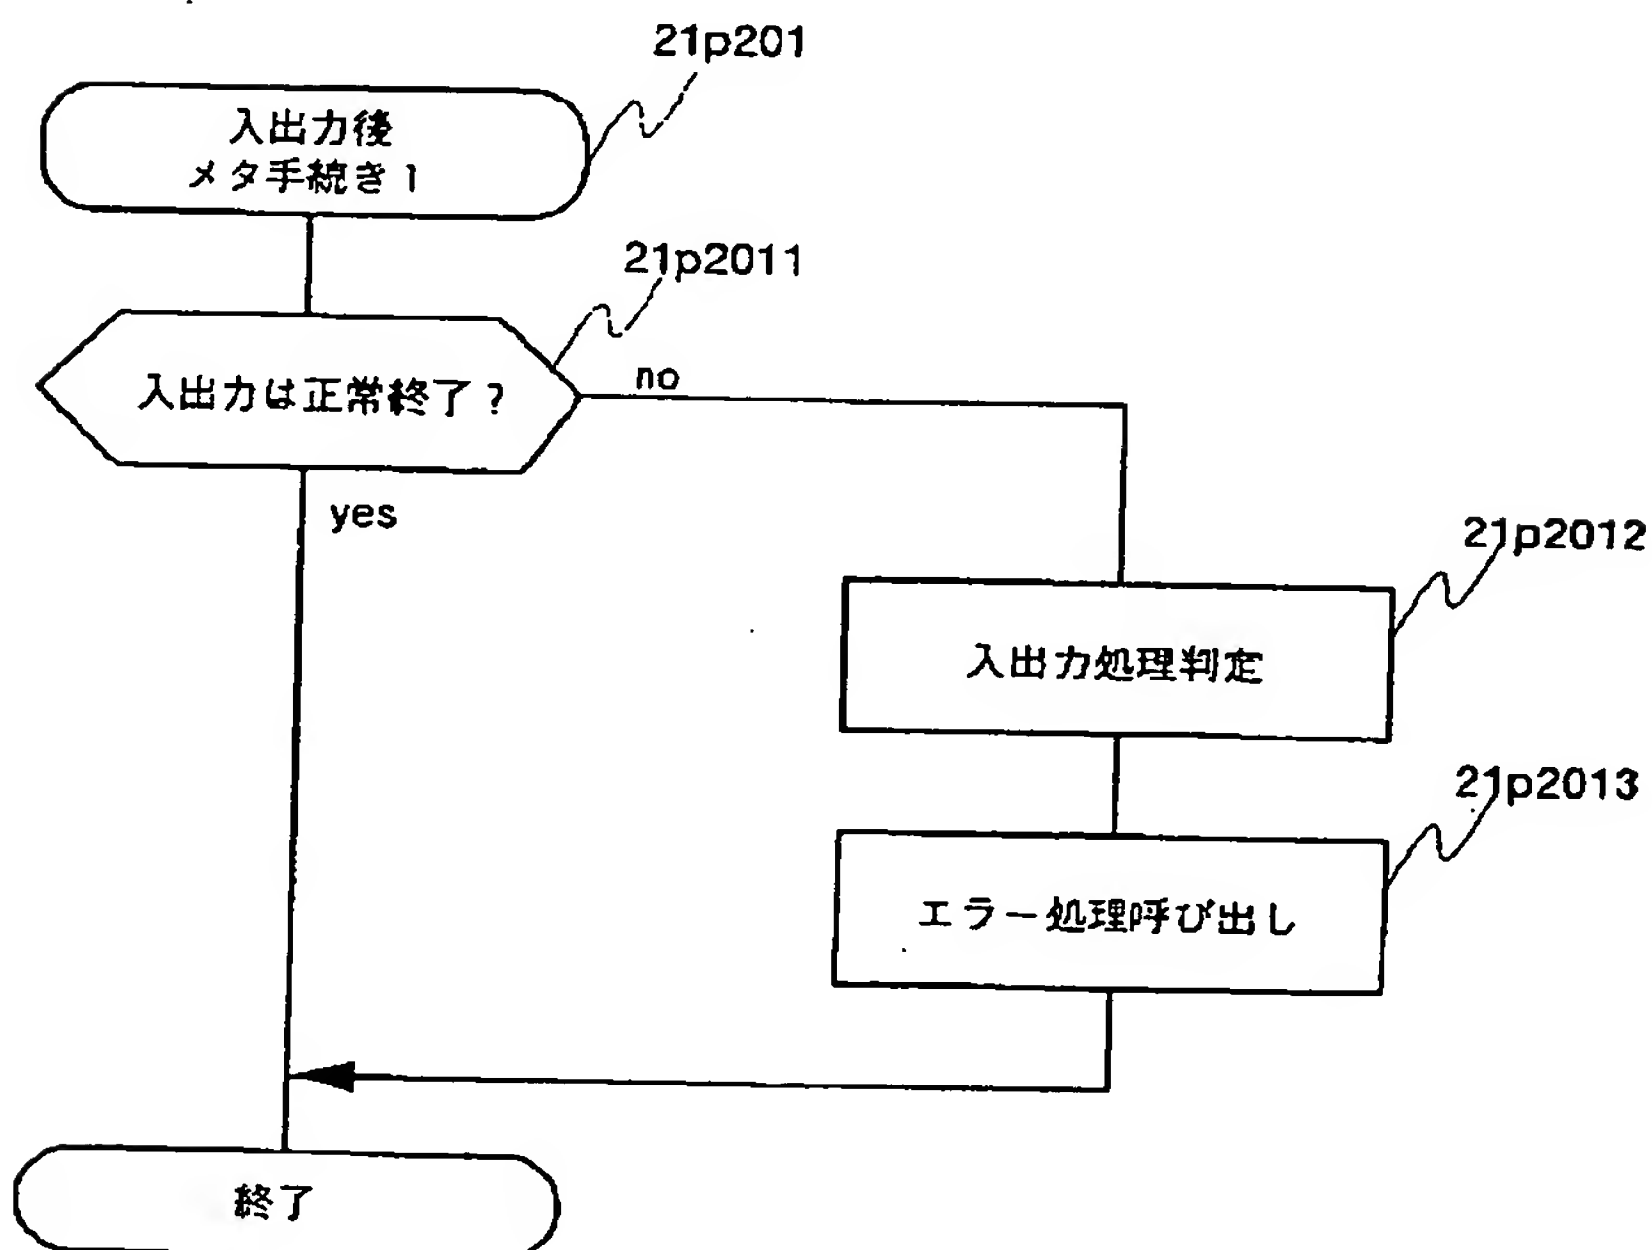 21p201
入出力後
メタ手続き1
21p2011
入出力は正常終了?
no
yes
21p2012
入出力処理判定
21p2013
エラー処理呼び出し
終了